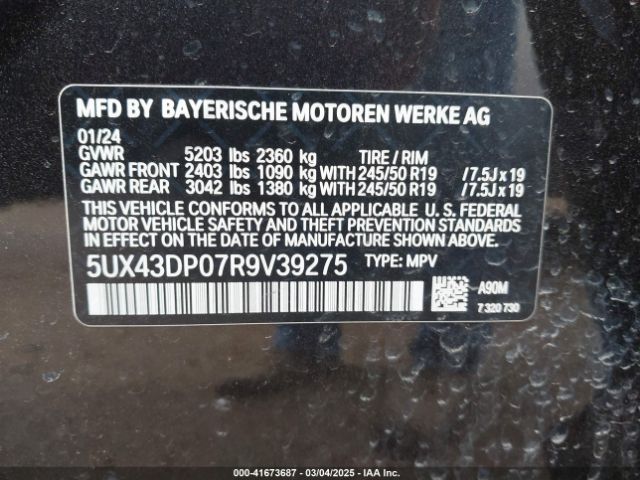 MFD BY BAYERISCHE MOTOREN WERKE AG
01/24
GVWR 5203 lbs 2360 kg TIRE / RIM
GAWR FRONT 2403 lbs 1090 kg WITH 245/50 R19 /7.5J x 19
GAWR REAR 3042 lbs 1380 kg WITH 245/50 R19 /7.5J x 19
THIS VEHICLE CONFORMS TO ALL APPLICABLE U. S. FEDERAL
MOTOR VEHICLE SAFETY AND THEFT PREVENTION STANDARDS
IN EFFECT ON THE DATE OF MANUFACTURE SHOWN ABOVE.
5UX43DP07R9V39275 TYPE: MPV
A90M
7 320 730
000-41673687 - 03/04/2025 - IAA Inc.